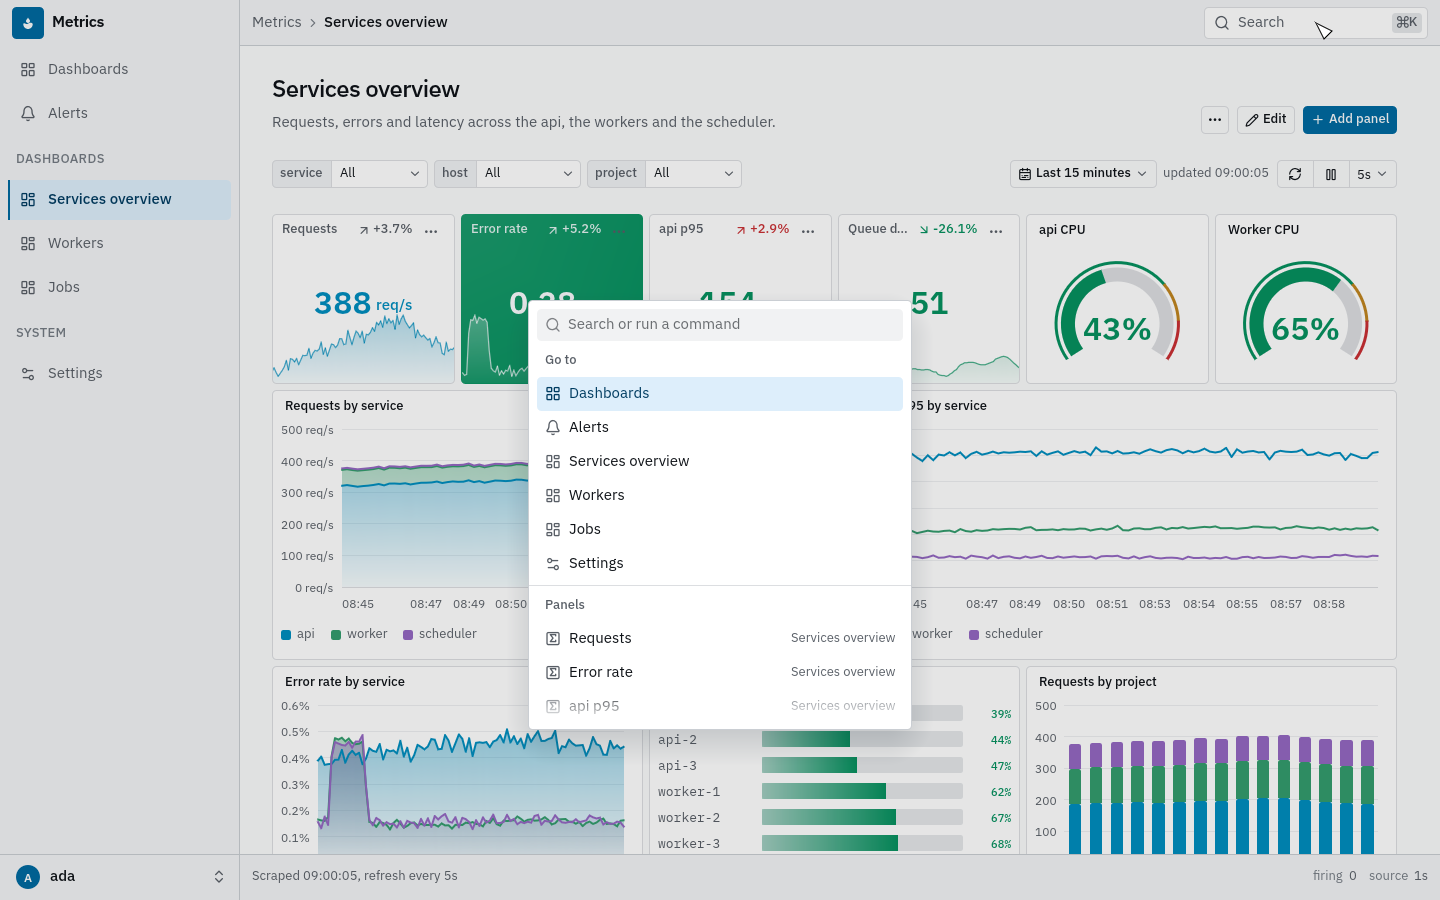 Metrics
Dashboards
Alerts
DASHBOARDS
Services overview
Workers
Jobs
SYSTEM
Settings
A ada
Metrics > Services overview
Search ⌘K
Services overview
Requests, errors and latency across the api, the workers and the scheduler.
Edit
+ Add panel
service All
host All
project All
Last 15 minutes
updated 09:00:05
5s
Requests +3.7%
388 req/s
Error rate +5.2%
api p95 +2.9%
Queue d... -26.1%
51
api CPU
43%
Worker CPU
65%
Search or run a command
Go to
Dashboards
Alerts
Services overview
Workers
Jobs
Settings
Panels
Requests Services overview
Error rate Services overview
api p95 Services overview
Requests by service
500 req/s
400 req/s
300 req/s
200 req/s
100 req/s
0 req/s
08:45 08:47 08:49 08:50
api worker scheduler
95 by service
45 08:47 08:49 08:50 08:51 08:53 08:54 08:55 08:57 08:58
worker scheduler
Error rate by service
0.6%
0.5%
0.4%
0.3%
0.2%
0.1%
39%
api-2 44%
api-3 47%
worker-1 62%
worker-2 67%
worker-3 68%
Requests by project
500
400
300
200
100
Scraped 09:00:05, refresh every 5s
firing 0 source 1s